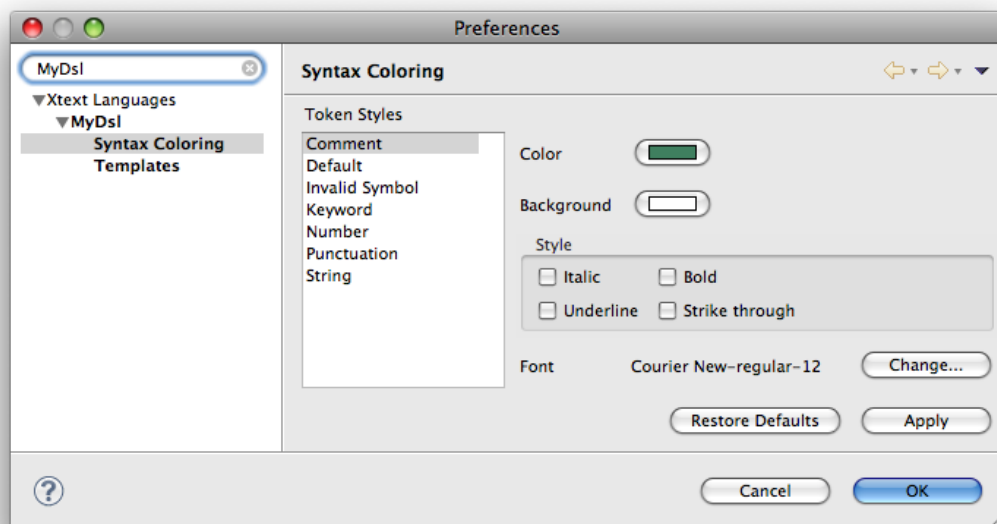 Preferences
MyDsl
Xtext Languages
MyDsl
Syntax Coloring
Templates
Syntax Coloring
Token Styles
Comment
Default
Invalid Symbol
Keyword
Number
Punctuation
String
Color
Background
Style
Italic Bold
Underline Strike through
Font Courier New-regular-12 Change...
Restore Defaults Apply
? Cancel OK